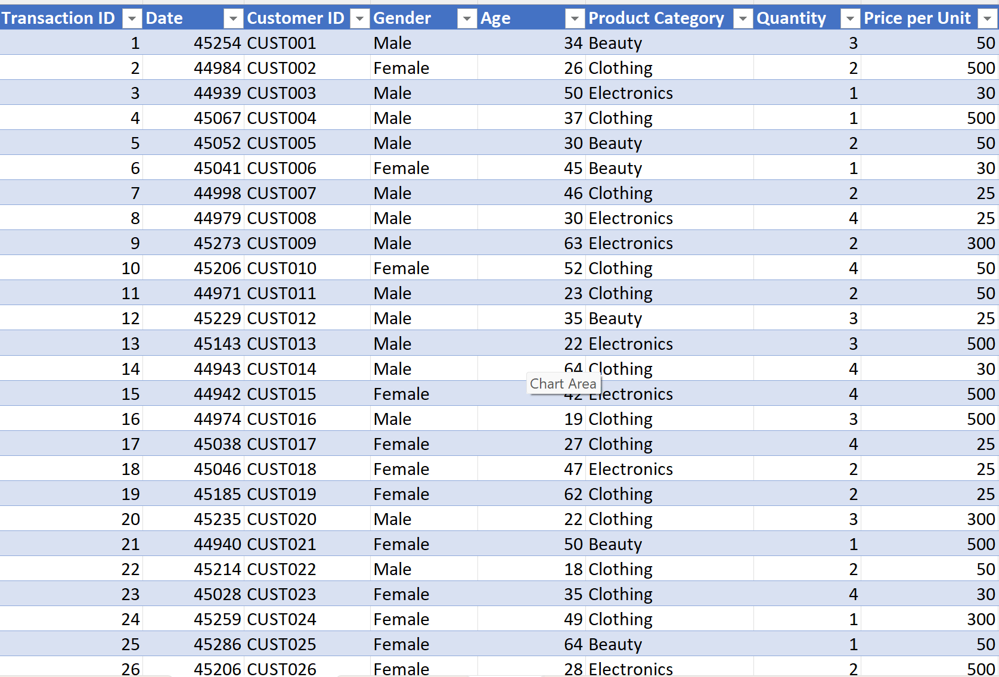 Transaction ID Date Customer ID Gender Age Product Category Quantity Price per Unit
1 45254 CUST001 Male 34 Beauty 3 50
2 44984 CUST002 Female 26 Clothing 2 500
3 44939 CUST003 Male 50 Electronics 1 30
4 45067 CUST004 Male 37 Clothing 1 500
5 45052 CUST005 Male 30 Beauty 2 50
6 45041 CUST006 Female 45 Beauty 1 30
7 44998 CUST007 Male 46 Clothing 2 25
8 44979 CUST008 Male 30 Electronics 4 25
9 45273 CUST009 Male 63 Electronics 2 300
10 45206 CUST010 Female 52 Clothing 4 50
11 44971 CUST011 Male 23 Clothing 2 50
12 45229 CUST012 Male 35 Beauty 3 25
13 45143 CUST013 Male 22 Electronics 3 500
14 44943 CUST014 Male 64 Clothing 4 30
Chart Area
15 44942 CUST015 Female 42 Electronics 4 500
16 44974 CUST016 Male 19 Clothing 3 500
17 45038 CUST017 Female 27 Clothing 4 25
18 45046 CUST018 Female 47 Electronics 2 25
19 45185 CUST019 Female 62 Clothing 2 25
20 45235 CUST020 Male 22 Clothing 3 300
21 44940 CUST021 Female 50 Beauty 1 500
22 45214 CUST022 Male 18 Clothing 2 50
23 45028 CUST023 Female 35 Clothing 4 30
24 45259 CUST024 Female 49 Clothing 1 300
25 45286 CUST025 Female 64 Beauty 1 50
26 45206 CUST026 Female 28 Electronics 2 500